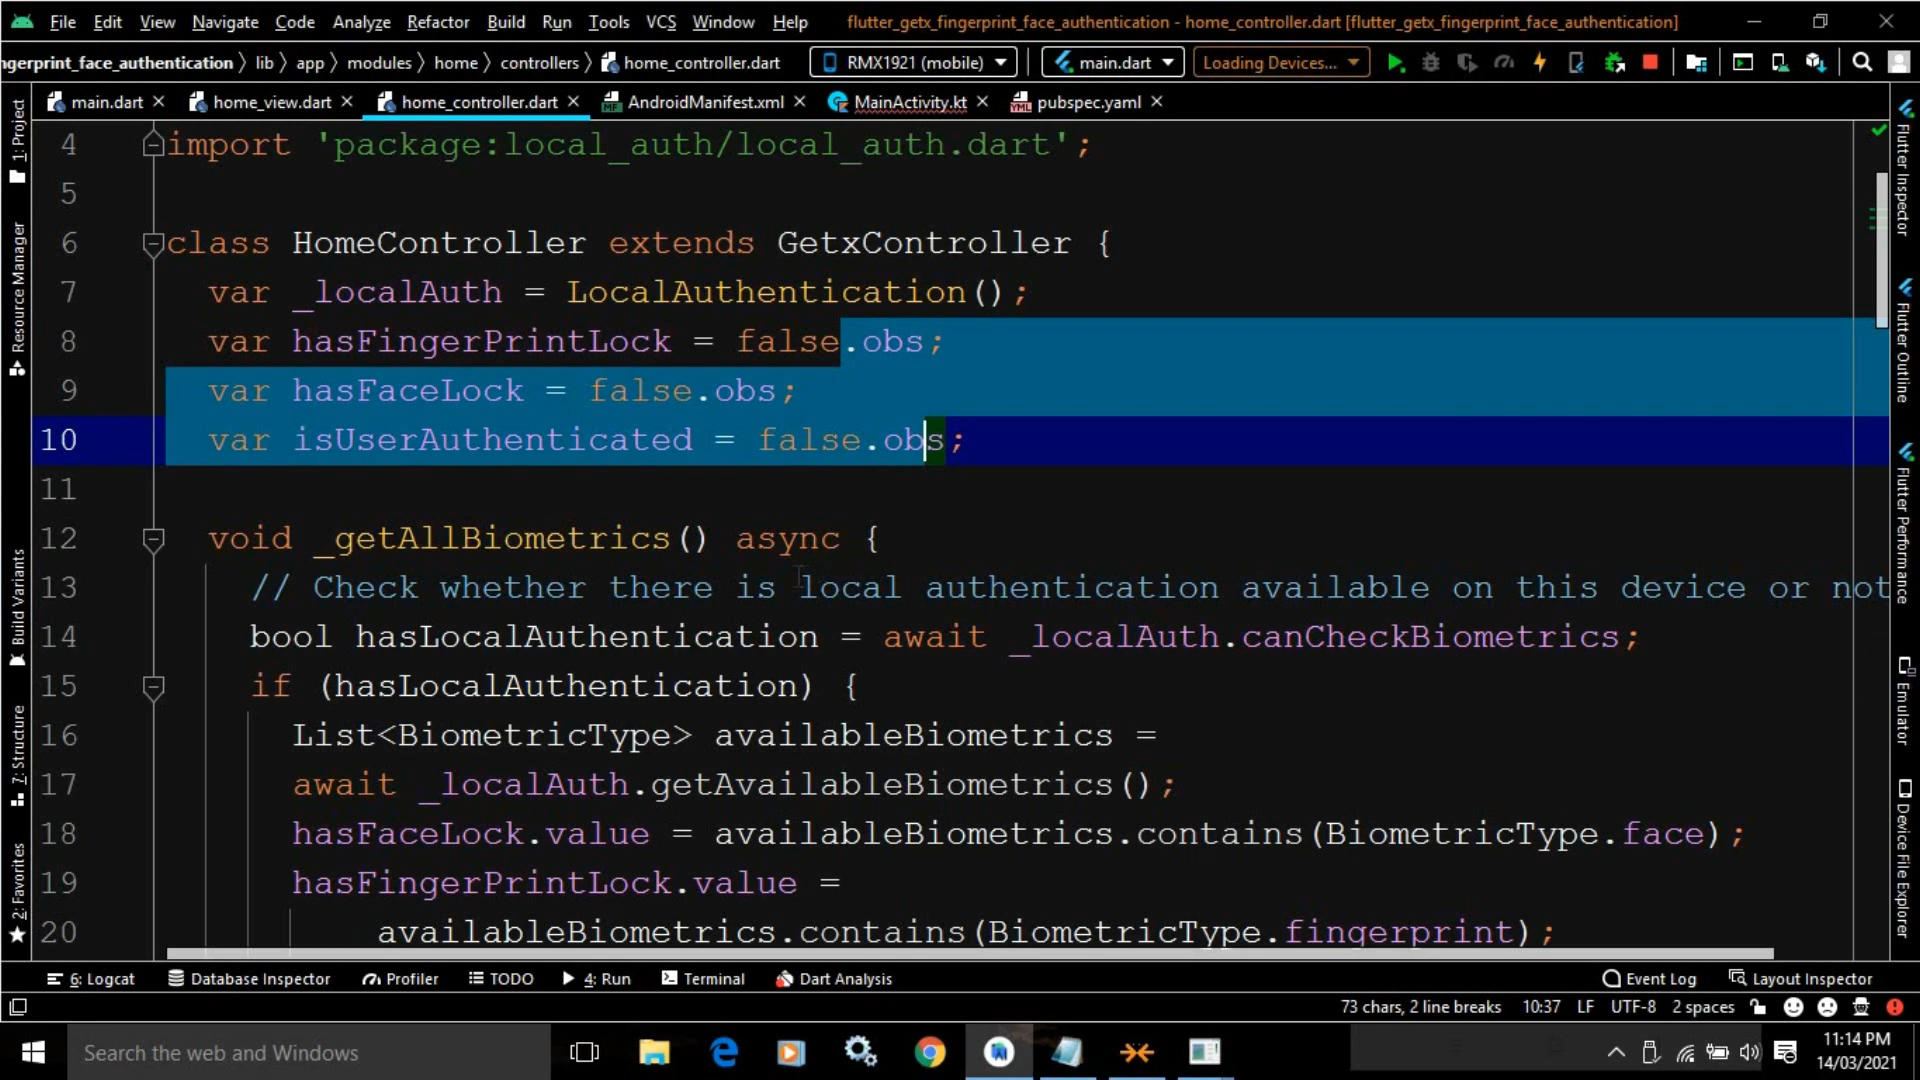 File Edit View Navigate Code Analyze Refactor Build Run Tools VCS Window Help flutter_getx_fingerprint_face_authentication - home_controller.dart [flutter_getx_fingerprint_face_authentication]
ngerprint_face_authentication lib app modules home controllers home_controller.dart RMX1921 (mobile) main.dart Loading Devices...
main.dart home_view.dart home_controller.dart AndroidManifest.xml MainActivity.kt pubspec.yaml
1: Project
Resource Manager
Build Variants
7: Structure
2: Favorites
4 import 'package:local_auth/local_auth.dart';
5
6 class HomeController extends GetxController {
7 var _localAuth = LocalAuthentication();
8 var hasFingerPrintLock = false.obs;
9 var hasFaceLock = false.obs;
10 var isUserAuthenticated = false.obs;
11
12 void _getAllBiometrics() async {
13 // Check whether there is local authentication available on this device or not
14 bool hasLocalAuthentication = await _localAuth.canCheckBiometrics;
15 if (hasLocalAuthentication) {
16 List<BiometricType> availableBiometrics =
17 await _localAuth.getAvailableBiometrics();
18 hasFaceLock.value = availableBiometrics.contains(BiometricType.face);
19 hasFingerPrintLock.value =
20 availableBiometrics.contains(BiometricType.fingerprint);
Flutter Inspector
Flutter Outline
Flutter Performance
Emulator
Device File Explorer
6: Logcat Database Inspector Profiler TODO 4: Run Terminal Dart Analysis Event Log Layout Inspector
73 chars, 2 line breaks 10:37 LF UTF-8 2 spaces
Search the web and Windows
11:14 PM
14/03/2021